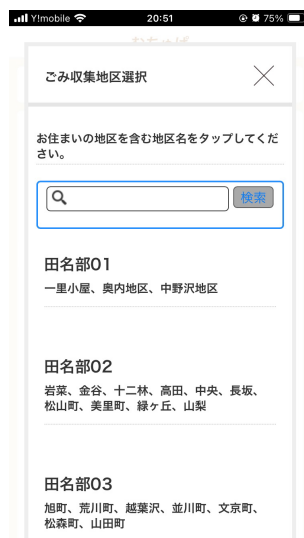 Y!mobile 20:51 75%
ごみ収集地区選択
お住まいの地区を含む地区名をタップしてくだ
さい。
検索
田名部01
一里小屋、奥内地区、中野沢地区
田名部02
岩菜、金谷、十二林、高田、中央、長坂、
松山町、美里町、緑ヶ丘、山梨
田名部03
旭町、荒川町、越葉沢、並川町、文京町、
松森町、山田町